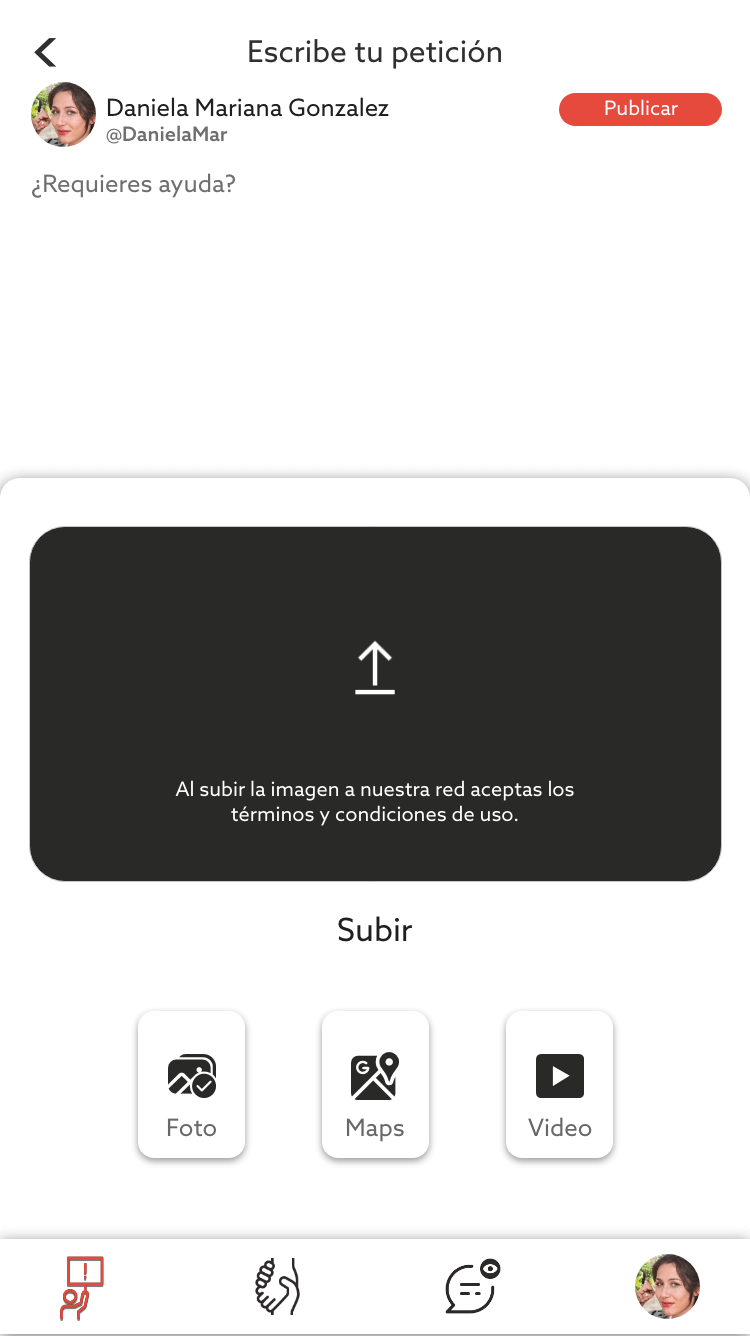 Escribe tu petición
Daniela Mariana Gonzalez
@DanielaMar
Publicar
¿Requieres ayuda?
Al subir la imagen a nuestra red aceptas los
términos y condiciones de uso.
Subir
G
Foto
Maps
Video